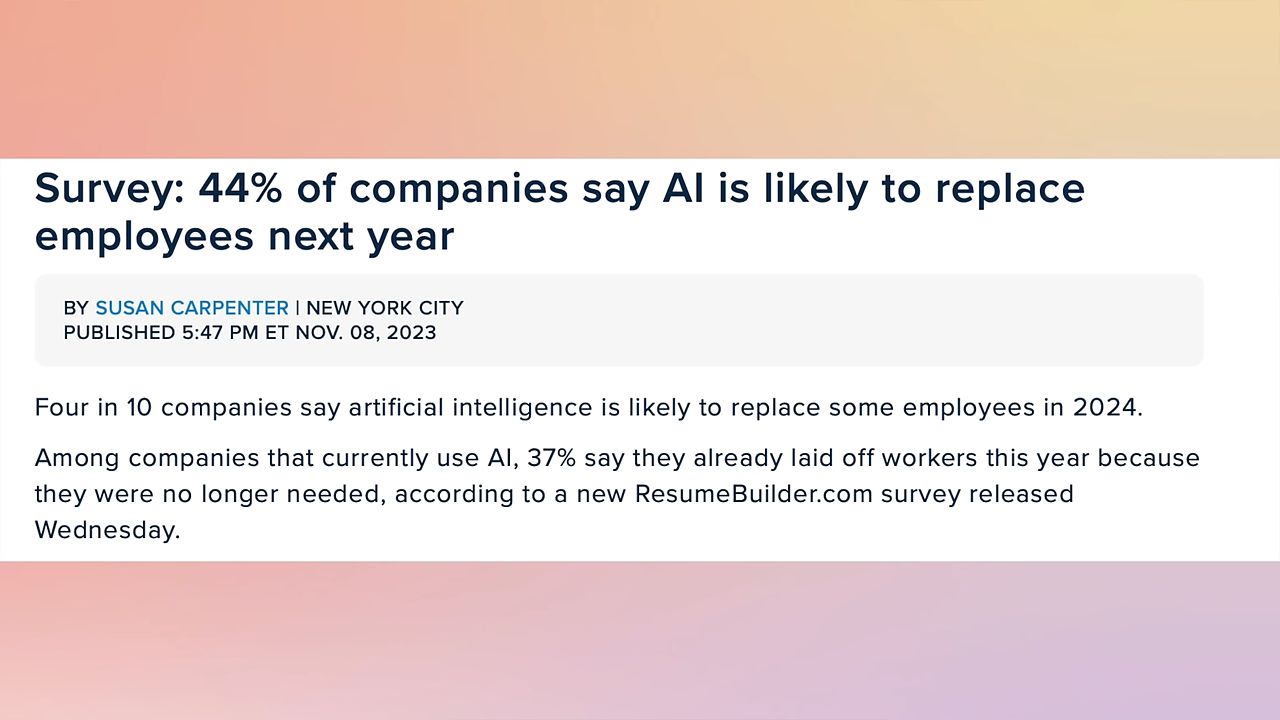 Survey: 44% of companies say AI is likely to replace
employees next year
BY SUSAN CARPENTER | NEW YORK CITY
PUBLISHED 5:47 PM ET NOV. 08, 2023
Four in 10 companies say artificial intelligence is likely to replace some employees in 2024.
Among companies that currently use AI, 37% say they already laid off workers this year because
they were no longer needed, according to a new ResumeBuilder.com survey released
Wednesday.